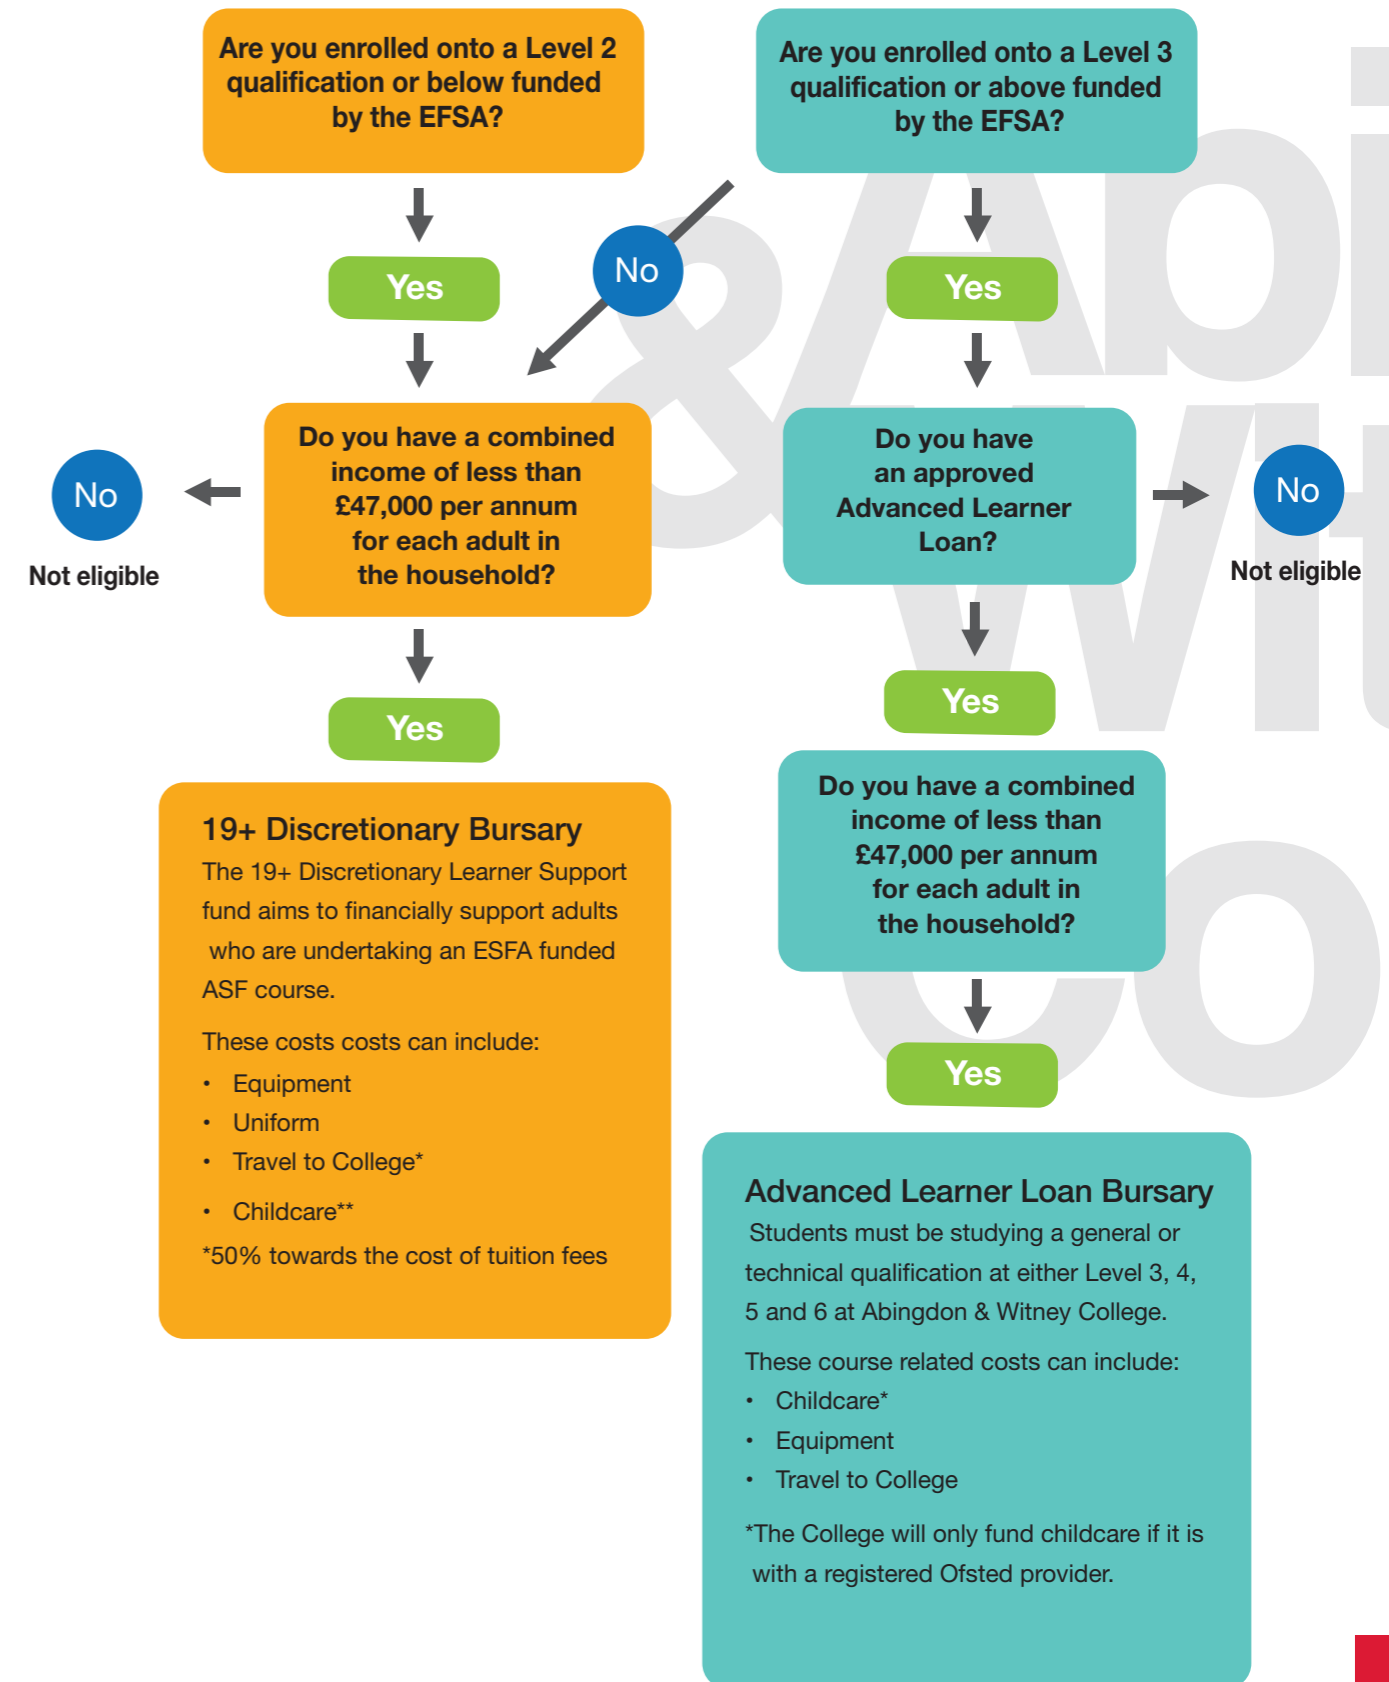 Are you enrolled onto a Level 2
qualification or below funded
by the EFSA?
Are you enrolled onto a Level 3
qualification or above funded
by the EFSA?
Yes
No
Yes
Do you have a combined
income of less than
£47,000 per annum
for each adult in
the household?
No
Not eligible
Do you have
an approved
Advanced Learner
Loan?
No
Not eligible
Yes
Yes
19+ Discretionary Bursary
The 19+ Discretionary Learner Support
fund aims to financially support adults
who are undertaking an ESFA funded
ASF course.
These costs costs can include:
• Equipment
• Uniform
• Travel to College*
• Childcare**
*50% towards the cost of tuition fees
Do you have a combined
income of less than
£47,000 per annum
for each adult in
the household?
Yes
Advanced Learner Loan Bursary
Students must be studying a general or
technical qualification at either Level 3, 4,
5 and 6 at Abingdon & Witney College.
These course related costs can include:
• Childcare*
• Equipment
• Travel to College
*The College will only fund childcare if it is
with a registered Ofsted provider.
Abi
& Wit
Co